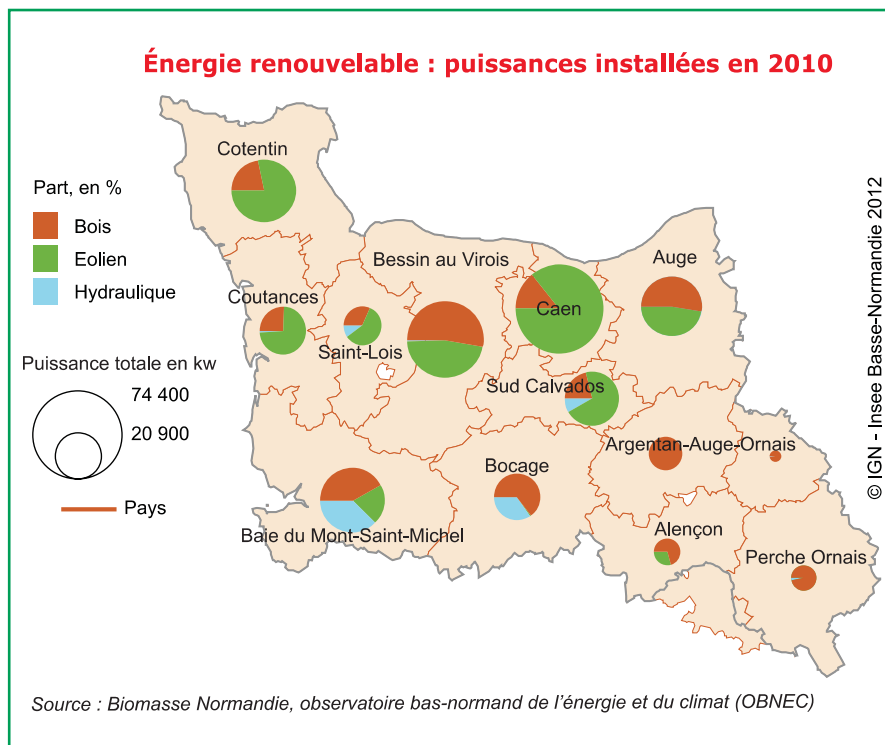 Énergie renouvelable : puissances installées en 2010
Cotentin
Part, en %
Bois
Eolien
Hydraulique
Bessin au Virois
Auge
Coutances
Caen
Saint-Lois
Puissance totale en kw
74 400
20 900
Sud Calvados
Argentan-Auge-Ornais
Bocage
Pays
Baie du Mont-Saint-Michel
Alençon
Perche Ornais
© IGN - Insee Basse-Normandie 2012
Source : Biomasse Normandie, observatoire bas-normand de l’énergie et du climat (OBNEC)